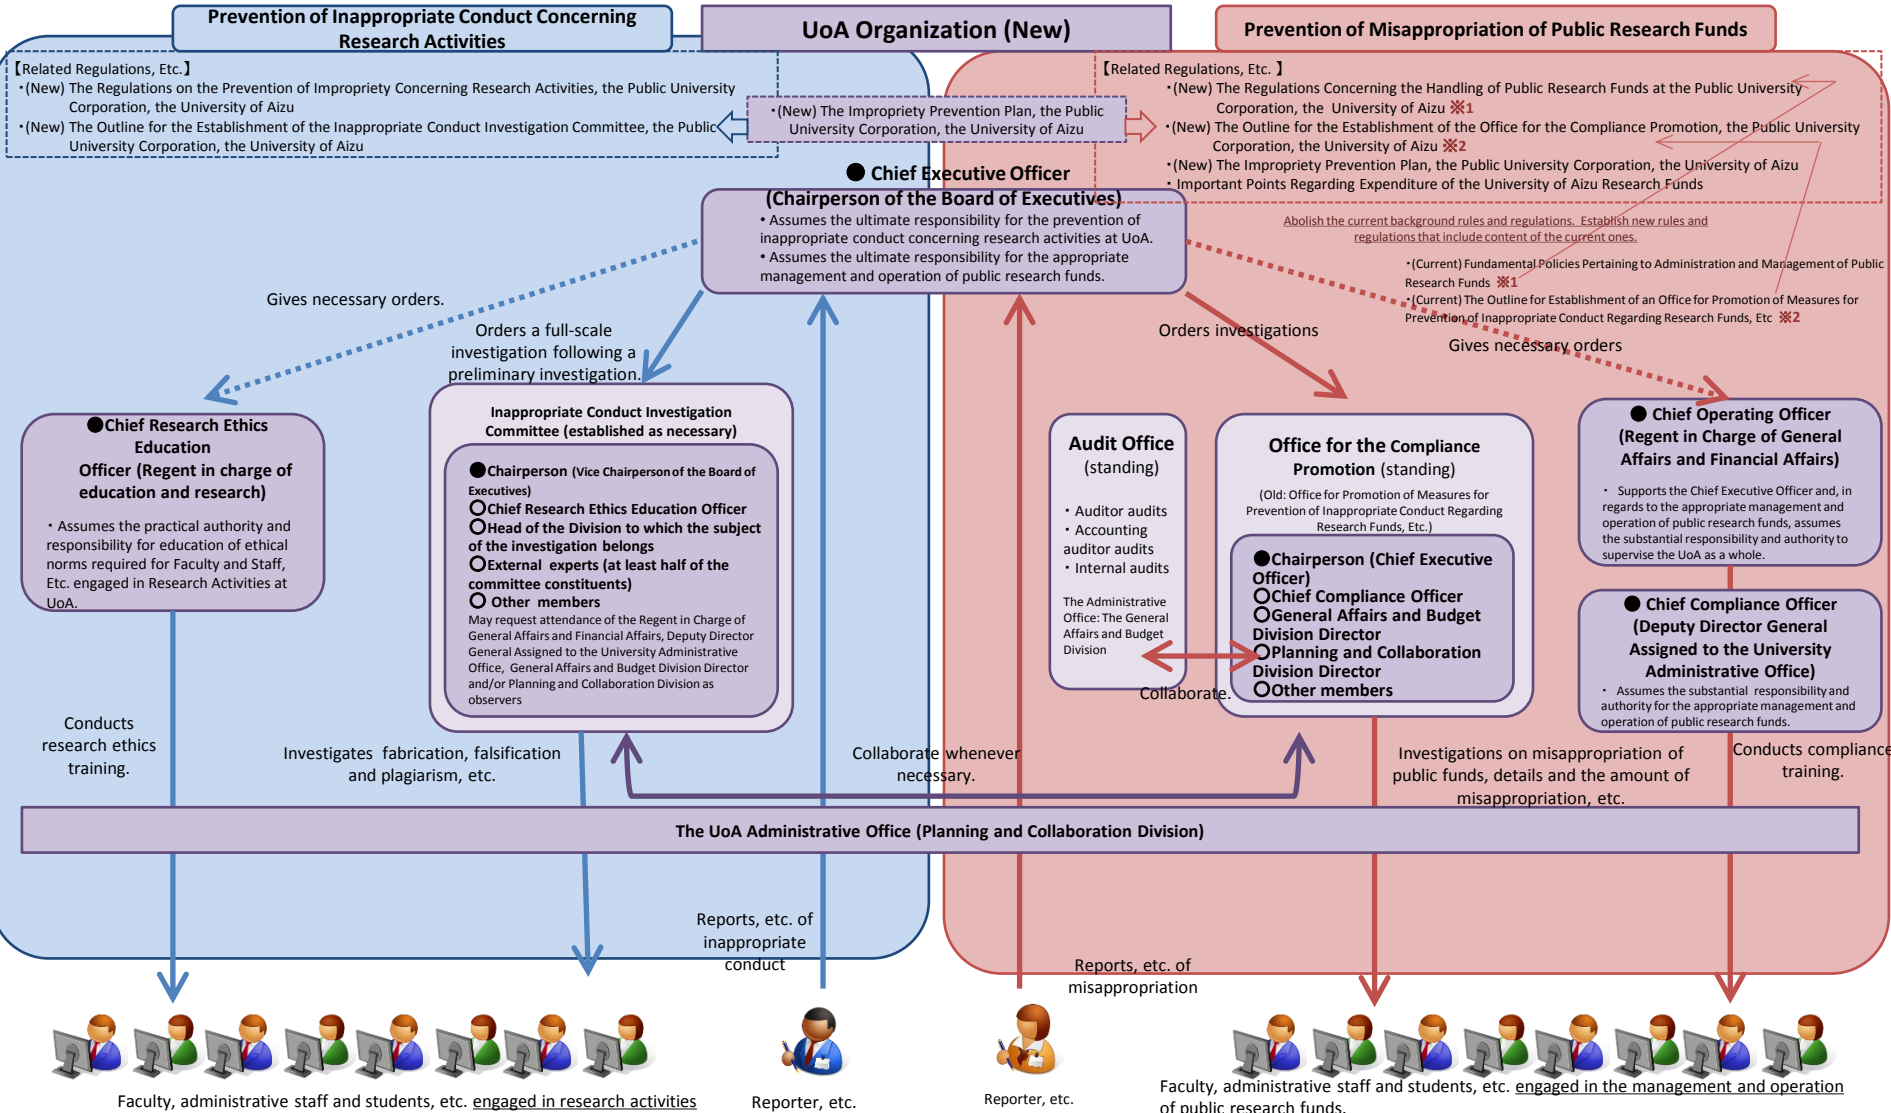 Prevention of Inappropriate Conduct Concerning
Research Activities
UoA Organization (New)
Prevention of Misappropriation of Public Research Funds
【Related Regulations, Etc.】
・(New) The Regulations on the Prevention of Impropriety Concerning Research Activities, the Public University
Corporation, the University of Aizu
・(New) The Outline for the Establishment of the Inappropriate Conduct Investigation Committee, the Public
University Corporation, the University of Aizu
・(New) The Impropriety Prevention Plan, the Public
University Corporation, the University of Aizu
【Related Regulations, Etc. 】
・(New) The Regulations Concerning the Handling of Public Research Funds at the Public University
Corporation, the University of Aizu ※1
・(New) The Outline for the Establishment of the Office for the Compliance Promotion, the Public University
Corporation, the University of Aizu ※2
・(New) The Impropriety Prevention Plan, the Public University Corporation, the University of Aizu
・Important Points Regarding Expenditure of the University of Aizu Research Funds
Abolish the current background rules and regulations. Establish new rules and
regulations that include content of the current ones.
・(Current) Fundamental Policies Pertaining to Administration and Management of Public
Research Funds ※1
・(Current) The Outline for Establishment of an Office for Promotion of Measures for
Prevention of Inappropriate Conduct Regarding Research Funds, Etc ※2
● Chief Executive Officer
(Chairperson of the Board of Executives)
• Assumes the ultimate responsibility for the prevention of
inappropriate conduct concerning research activities at UoA.
• Assumes the ultimate responsibility for the appropriate
management and operation of public research funds.
Gives necessary orders.
Orders a full-scale
investigation following a
preliminary investigation.
Orders investigations
Gives necessary orders
●Chief Research Ethics
Education
Officer (Regent in charge of
education and research)
・Assumes the practical authority and
responsibility for education of ethical
norms required for Faculty and Staff,
Etc. engaged in Research Activities at
UoA.
Inappropriate Conduct Investigation
Committee (established as necessary)
●Chairperson (Vice Chairperson of the Board of
Executives)
○Chief Research Ethics Education Officer
○Head of the Division to which the subject
of the investigation belongs
○External experts (at least half of the
committee constituents)
○ Other members
May request attendance of the Regent in Charge of
General Affairs and Financial Affairs, Deputy Director
General Assigned to the University Administrative
Office, General Affairs and Budget Division Director
and/or Planning and Collaboration Division as
observers
Audit Office
(standing)
・Auditor audits
・Accounting
auditor audits
・Internal audits
The Administrative
Office: The General
Affairs and Budget
Division
Office for the Compliance
Promotion (standing)
(Old: Office for Promotion of Measures for
Prevention of Inappropriate Conduct Regarding
Research Funds, Etc.)
●Chairperson (Chief Executive
Officer)
○Chief Compliance Officer
○General Affairs and Budget
Division Director
○Planning and Collaboration
Division Director
○Other members
Collaborate.
● Chief Operating Officer
(Regent in Charge of General
Affairs and Financial Affairs)
・ Supports the Chief Executive Officer and, in
regards to the appropriate management and
operation of public research funds, assumes
the substantial responsibility and authority to
supervise the UoA as a whole.
● Chief Compliance Officer
(Deputy Director General
Assigned to the University
Administrative Office)
・ Assumes the substantial responsibility and
authority for the appropriate management and
operation of public research funds.
Conducts
research ethics
training.
Investigates fabrication, falsification
and plagiarism, etc.
Collaborate whenever
necessary.
Investigations on misappropriation of
public funds, details and the amount of
misappropriation, etc.
Conducts compliance
training.
The UoA Administrative Office (Planning and Collaboration Division)
Reports, etc. of
inappropriate
conduct
Reports, etc. of
misappropriation
Faculty, administrative staff and students, etc. engaged in research activities
Reporter, etc.
Reporter, etc.
Faculty, administrative staff and students, etc. engaged in the management and operation
of public research funds.